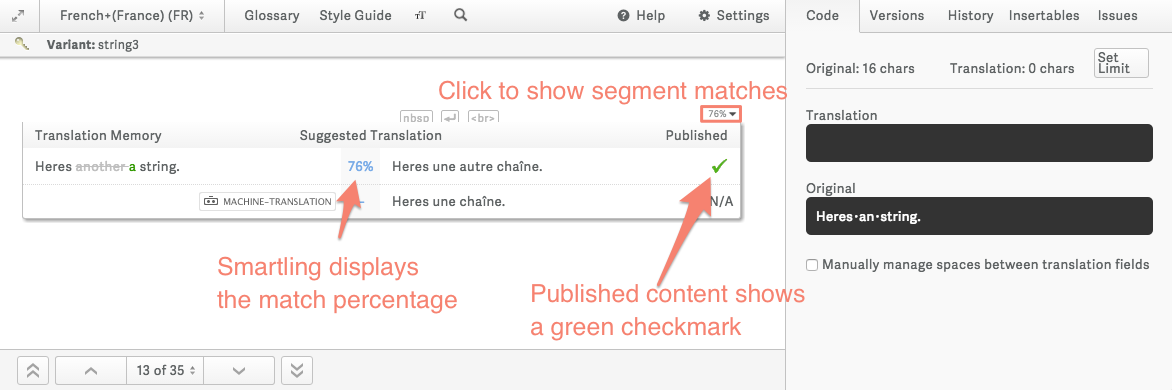 French+(France) (FR) Glossary Style Guide тT Help Settings
Variant: string3
Click to show segment matches
nbsp <br> 76%
Translation Memory Suggested Translation Published
Heres another a string. 76% Heres une autre chaîne.
MACHINE-TRANSLATION – Heres une chaîne. N/A
Smartling displays
the match percentage
Published content shows
a green checkmark
13 of 35
Code Versions History Insertables Issues
Original: 16 chars Translation: 0 chars Set
Limit
Translation
Original
Heres·an·string.
Manually manage spaces between translation fields